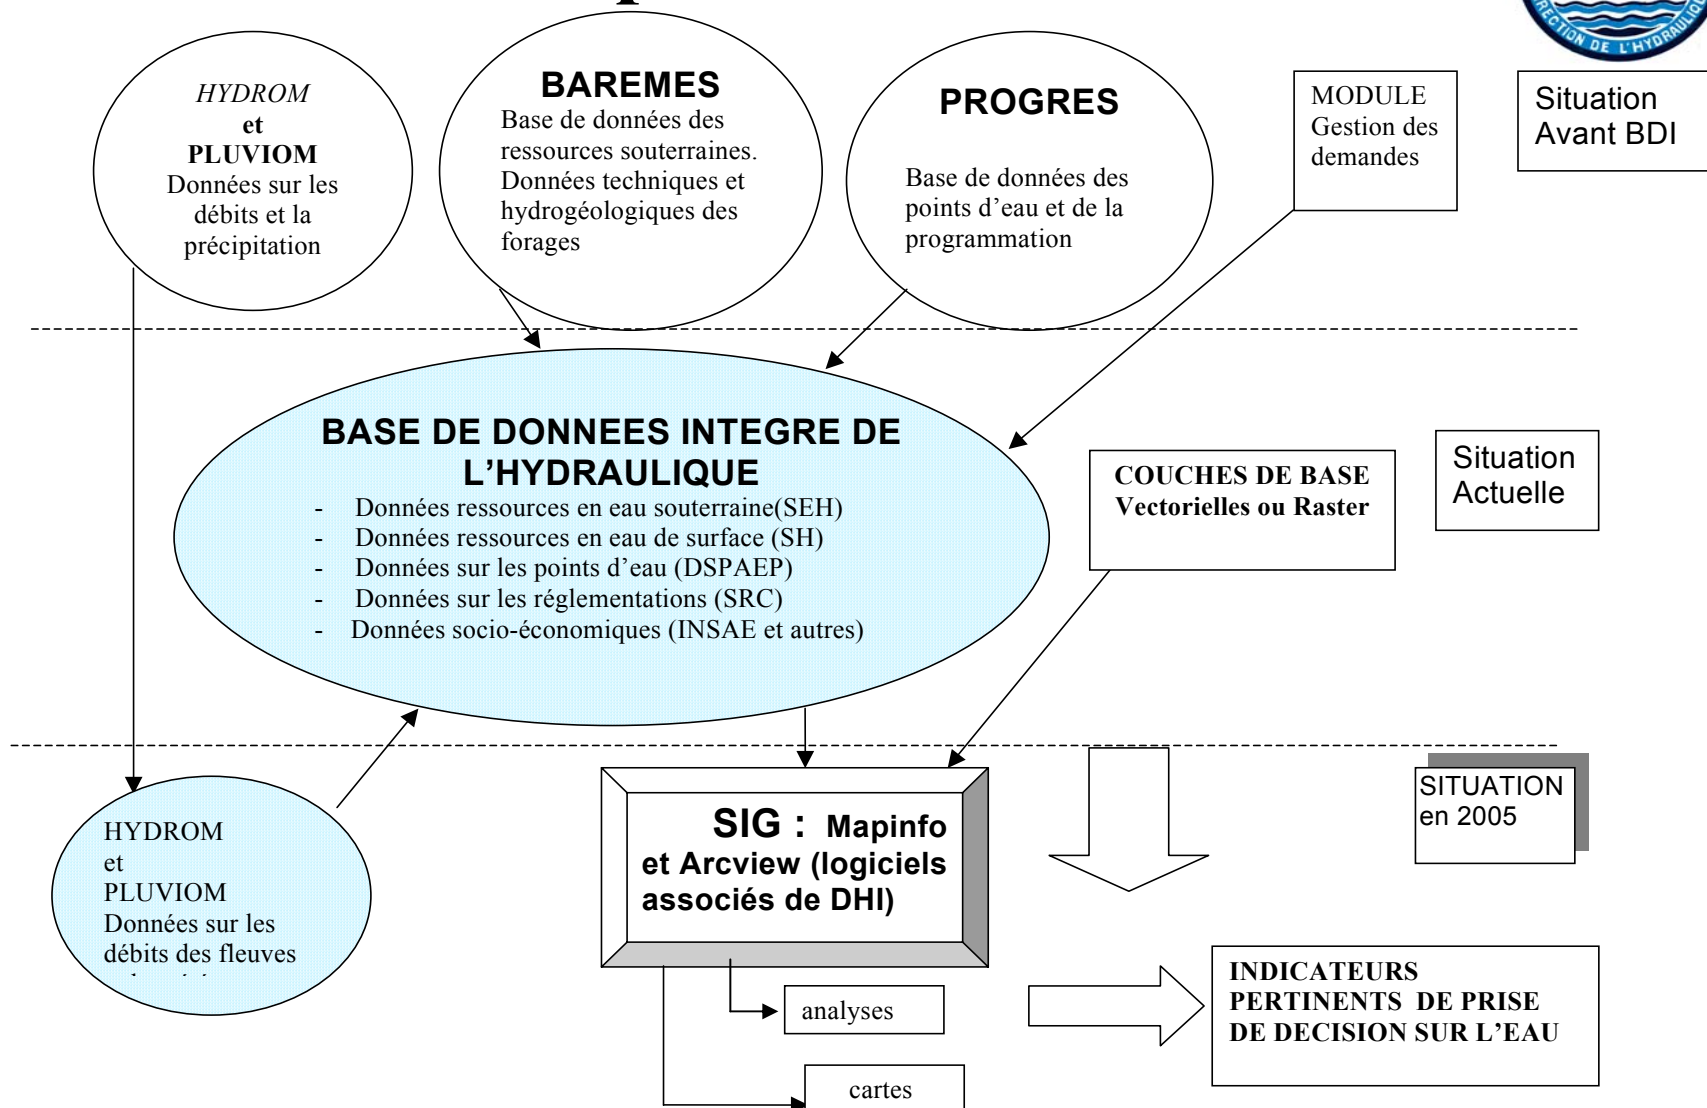 RECTION DE L'HYDRAULIQUE
HYDROM
et
PLUVIOM
Données sur les
débits et la
précipitation
BAREMES
Base de données des
ressources souterraines.
Données techniques et
hydrogéologiques des
forages
PROGRES
Base de données des
points d'eau et de la
programmation
MODULE
Gestion des
demandes
Situation
Avant BDI
BASE DE DONNEES INTEGRE DE
L'HYDRAULIQUE
- Données ressources en eau souterraine(SEH)
- Données ressources en eau de surface (SH)
- Données sur les points d'eau (DSPAEP)
- Données sur les réglementations (SRC)
- Données socio-économiques (INSAE et autres)
COUCHES DE BASE
Vectorielles ou Raster
Situation
Actuelle
HYDROM
et
PLUVIOM
Données sur les
débits des fleuves
SIG : Mapinfo
et Arcview (logiciels
associés de DHI)
SITUATION
en 2005
analyses
cartes
INDICATEURS
PERTINENTS DE PRISE
DE DECISION SUR L'EAU